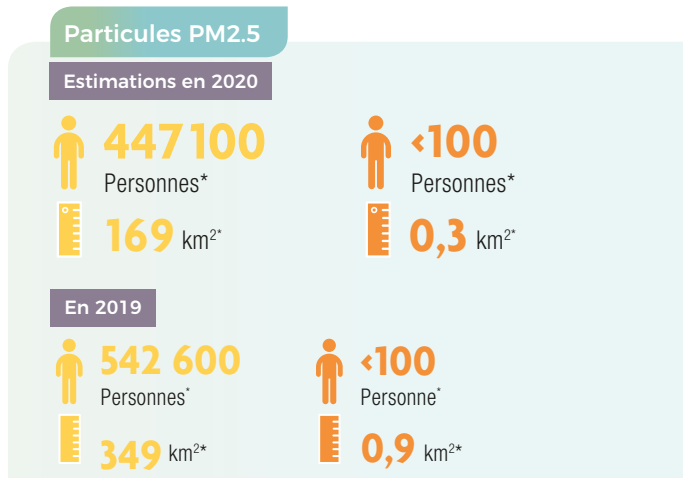 Particules PM2.5
Estimations en 2020
447 100 <100
Personnes* Personnes*
169 km²* 0,3 km²*
En 2019
542 600 <100
Personnes* Personne*
349 km²* 0,9 km²*